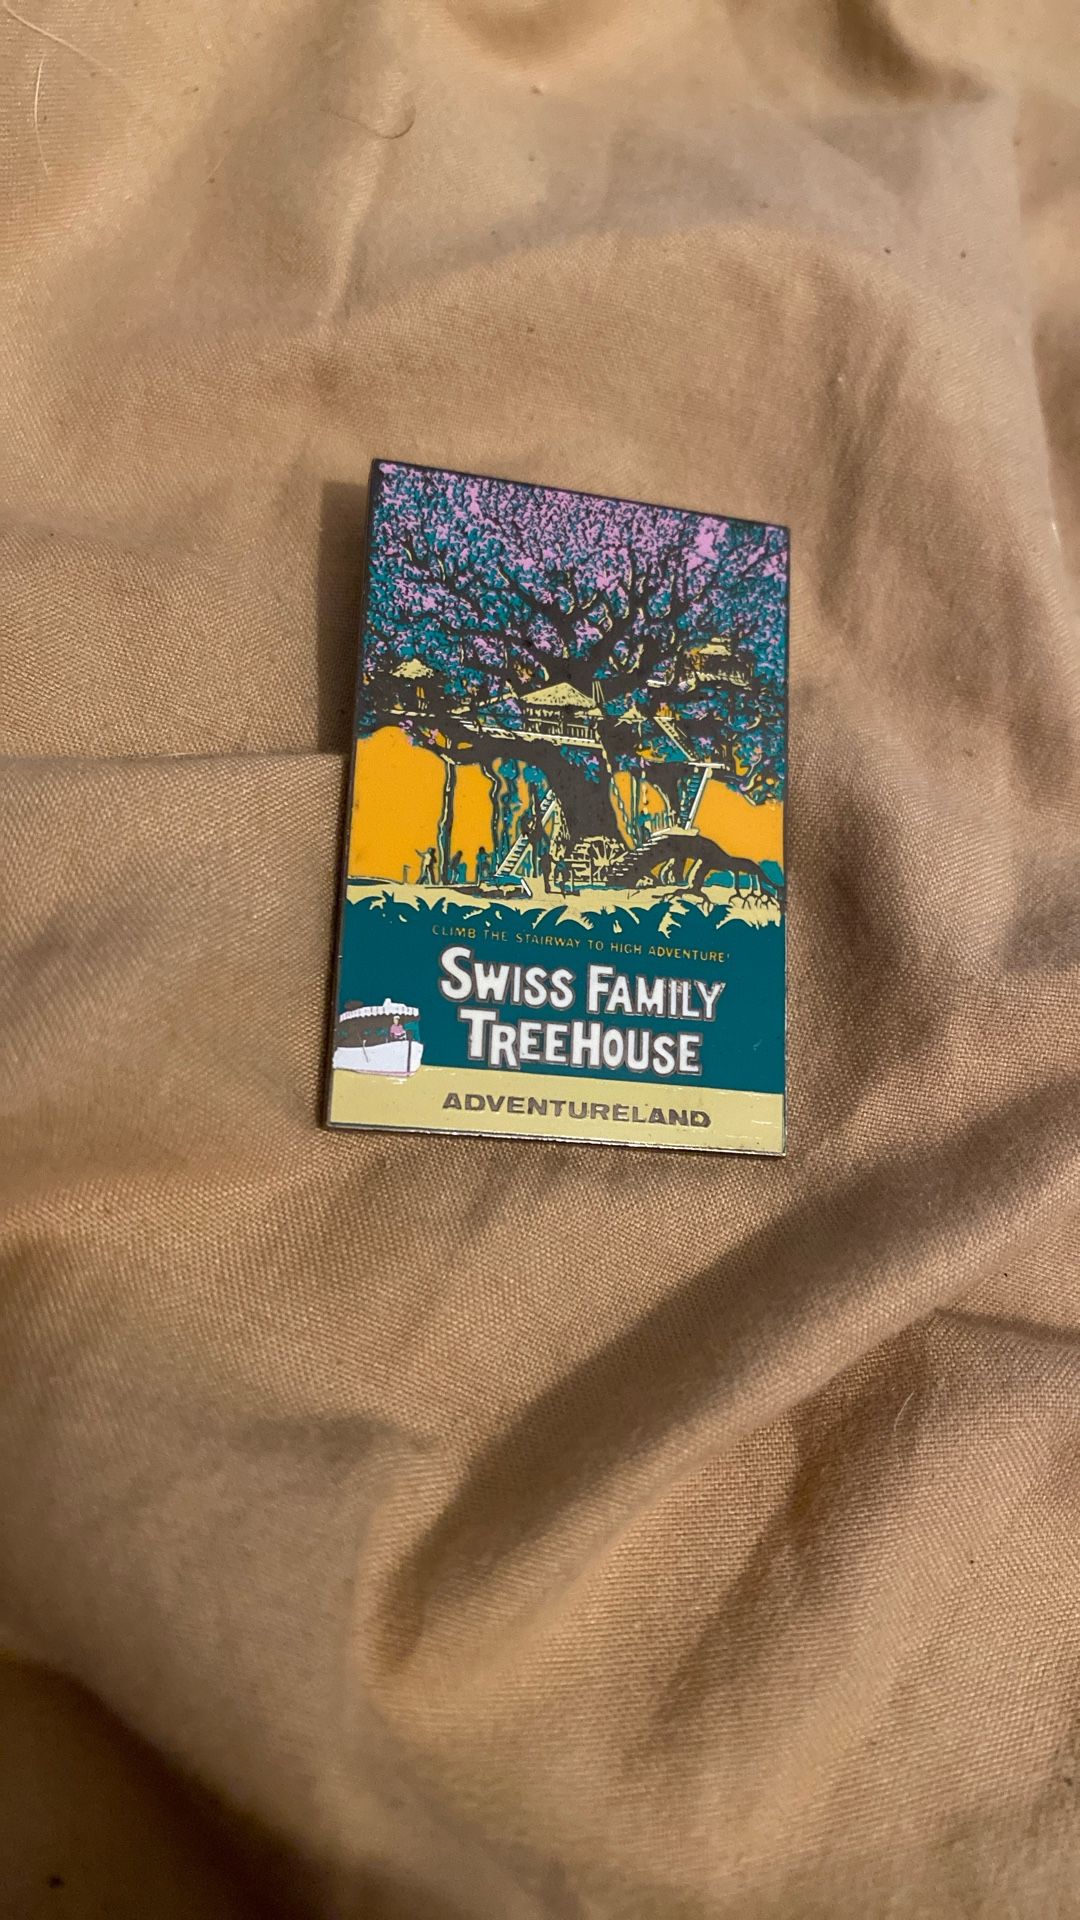 CLIMB THE STAIRWAY TO HIGH ADVENTURE!
SWISS FAMILY
TREEHOUSE
ADVENTURELAND